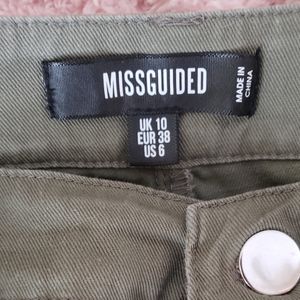 MISSGUIDED
MADE IN
CHINA
UK 10
EUR 38
US 6